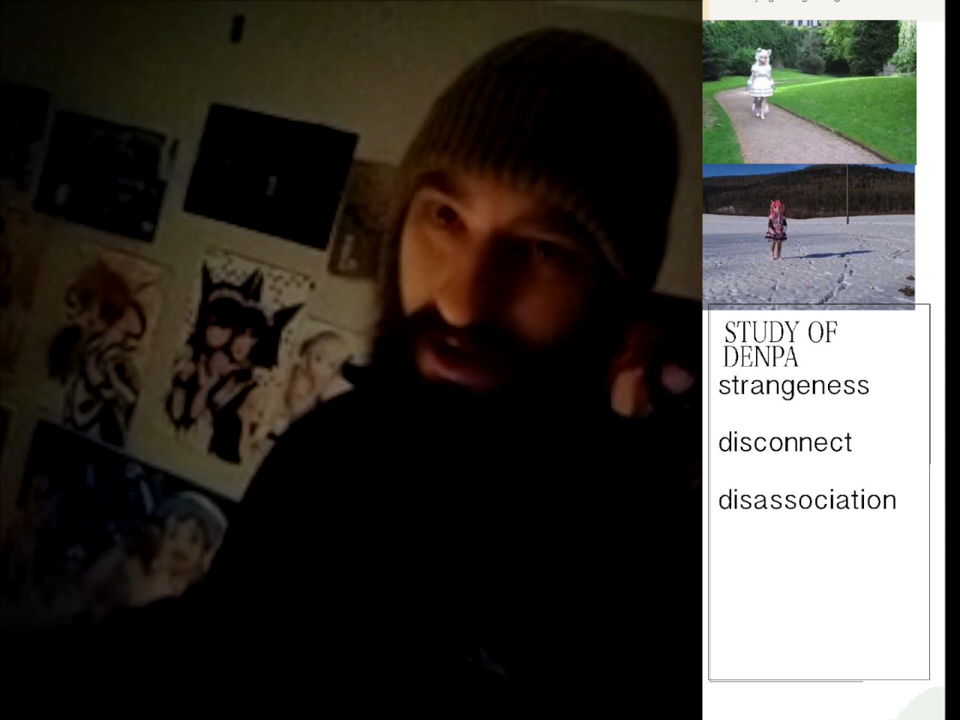 STUDY OF
DENPA
strangeness
disconnect
disassociation